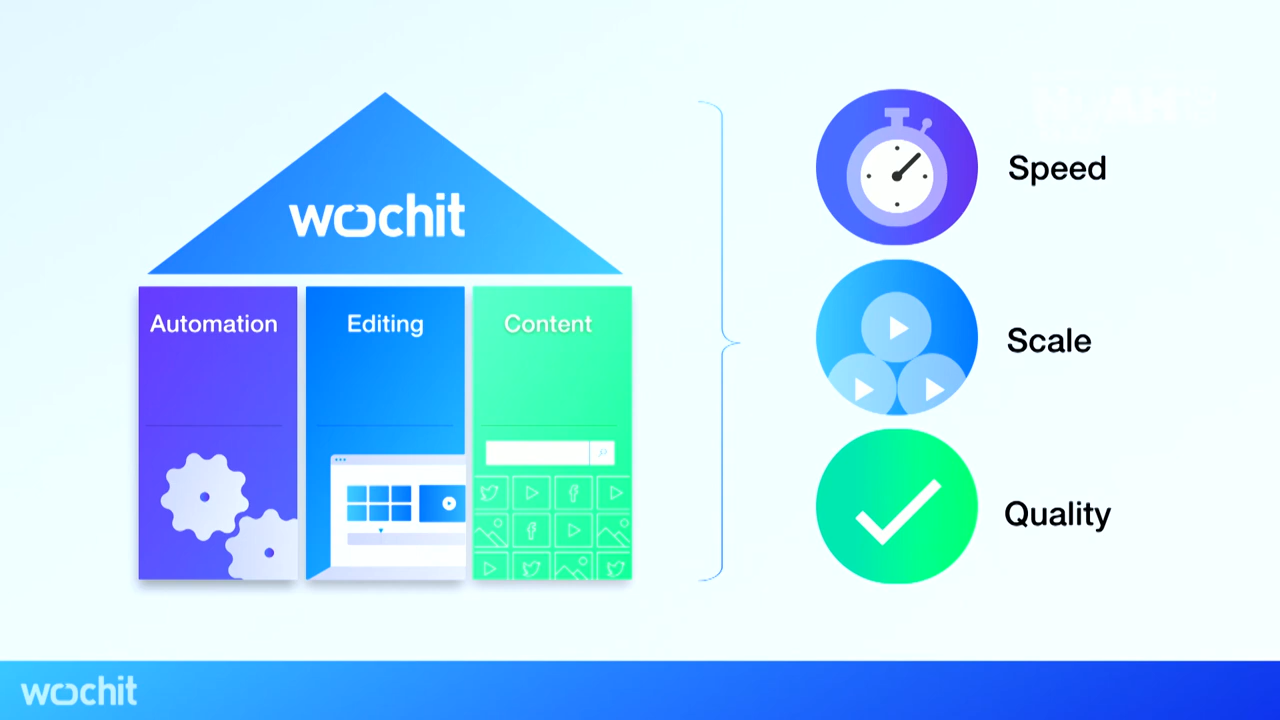 wochit
Automation
Editing
Content
Speed
Scale
Quality
wochit